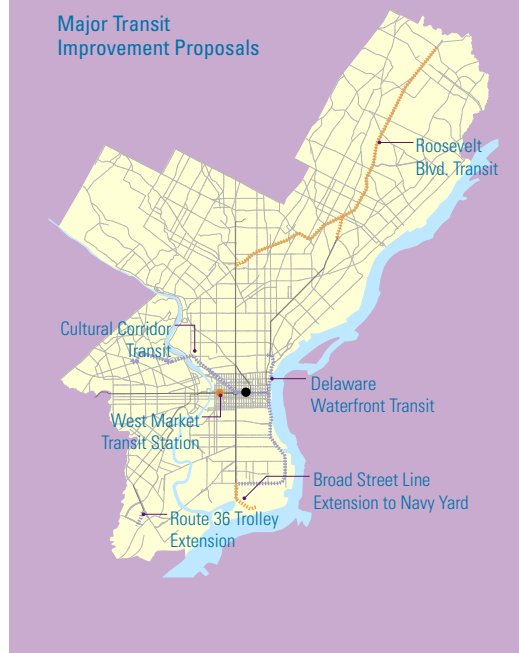 Major Transit
Improvement Proposals
Roosevelt
Blvd. Transit
Cultural Corridor
Transit
Delaware
Waterfront Transit
West Market
Transit Station
Broad Street Line
Extension to Navy Yard
Route 36 Trolley
Extension